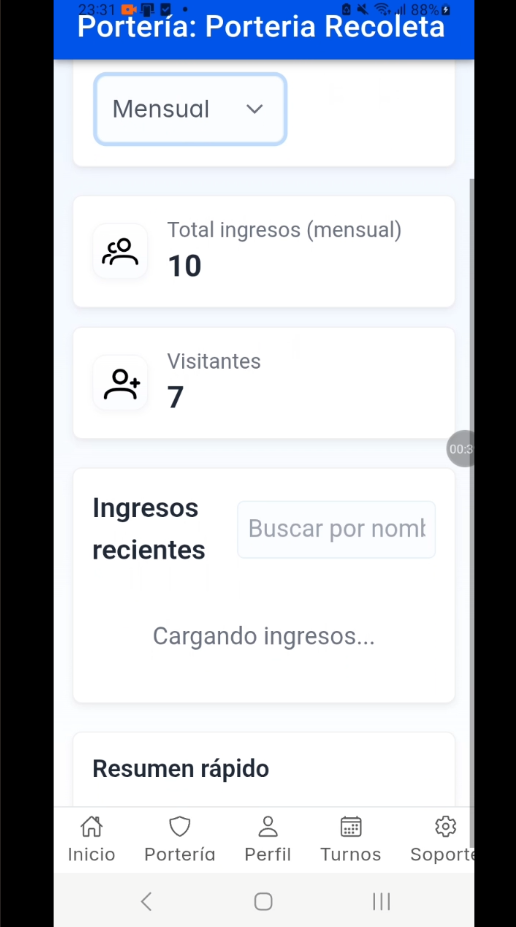 23:31 88%
Portería: Porteria Recoleta
Mensual
Total ingresos (mensual)
10
Visitantes
7
00:3
Ingresos
recientes
Buscar por nomb
Cargando ingresos...
Resumen rápido
Inicio Portería Perfil Turnos Soporte